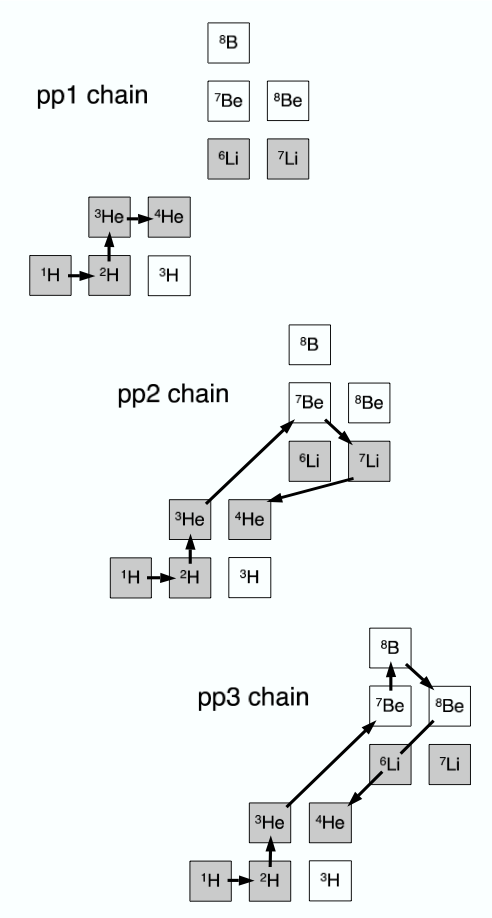 ⁸B
pp1 chain
⁷Be ⁸Be
⁶Li ⁷Li
³He ⁴He
¹H ²H ³H
⁸B
pp2 chain
⁷Be ⁸Be
⁶Li ⁷Li
³He ⁴He
¹H ²H ³H
⁸B
pp3 chain
⁷Be ⁸Be
⁶Li ⁷Li
³He ⁴He
¹H ²H ³H